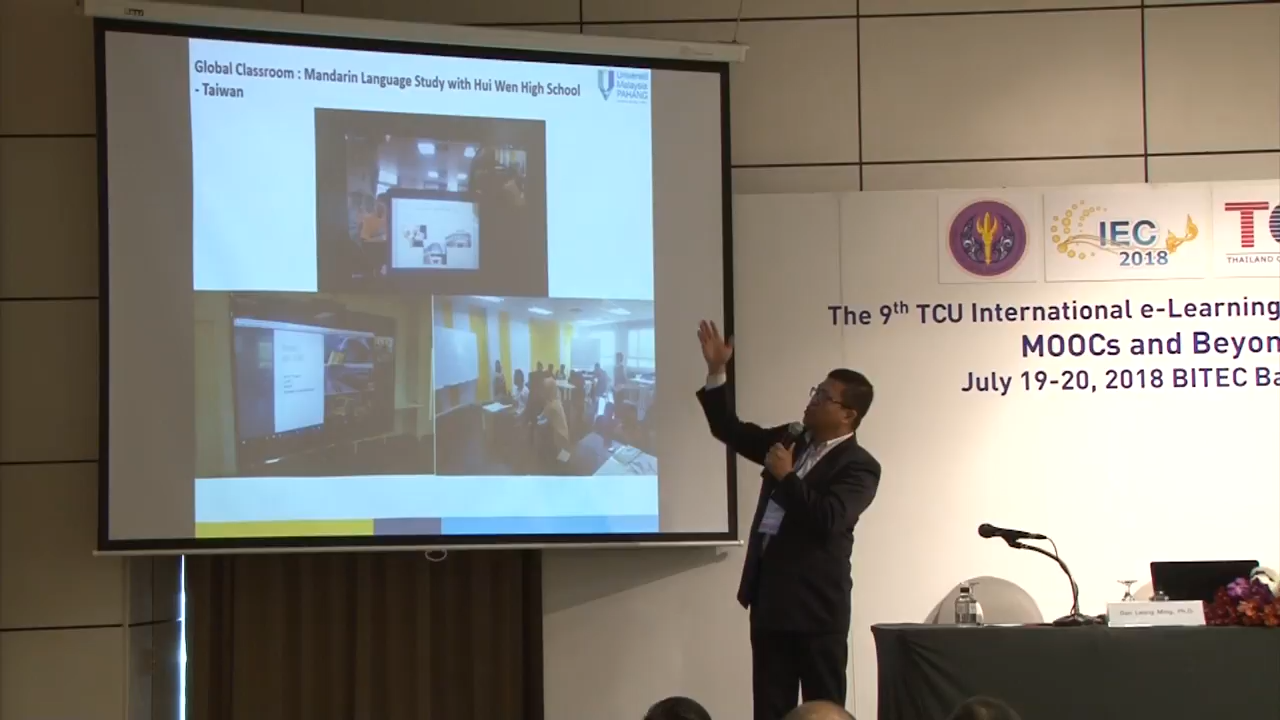 Global Classroom : Mandarin Language Study with Hui Wen High School
- Taiwan
Universiti
Malaysia
PAHANG
IEC
2018
THAILAND
The 9th TCU International e-Learning
MOOCs and Beyon
July 19-20, 2018 BITEC Ba